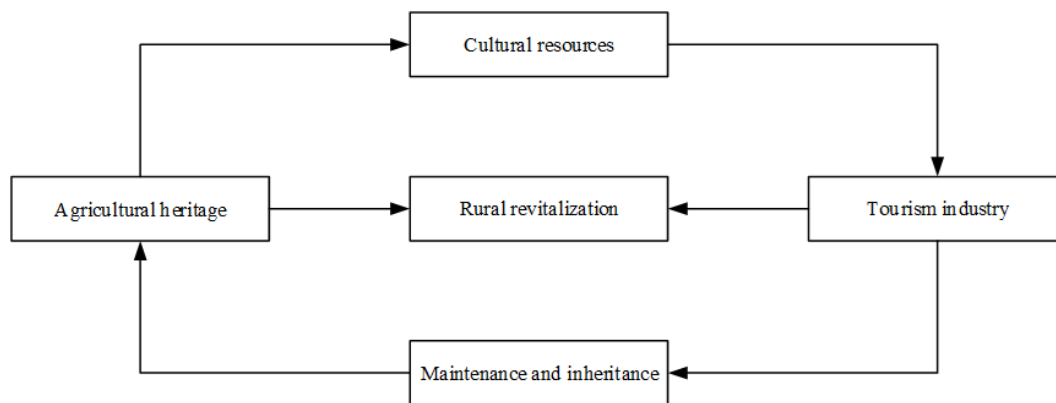 Cultural resources
Agricultural heritage
Rural revitalization
Tourism industry
Maintenance and inheritance